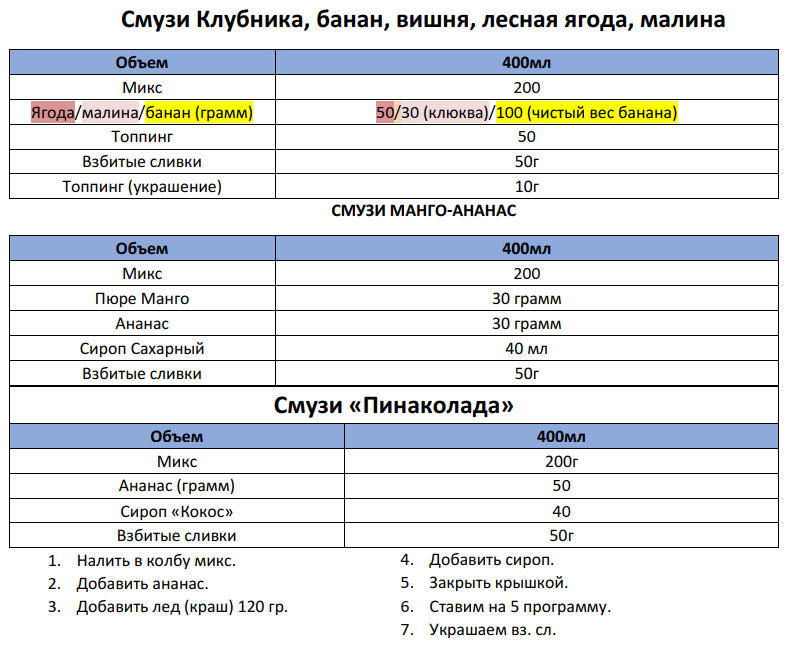 Смузи Клубника, банан, вишня, лесная ягода, малина
Объем 400мл
Микс 200
Ягода/малина/банан (грамм) 50/30 (клюква)/100 (чистый вес банана)
Топпинг 50
Взбитые сливки 50г
Топпинг (украшение) 10г
СМУЗИ МАНГО-АНАНАС
Объем 400мл
Микс 200
Пюре Манго 30 грамм
Ананас 30 грамм
Сироп Сахарный 40 мл
Взбитые сливки 50г
Смузи «Пинаколада»
Объем 400мл
Микс 200г
Ананас (грамм) 50
Сироп «Кокос» 40
Взбитые сливки 50г
1. Налить в колбу микс.
2. Добавить ананас.
3. Добавить лед (краш) 120 гр.
4. Добавить сироп.
5. Закрыть крышкой.
6. Ставим на 5 программу.
7. Украшаем вз. сл.